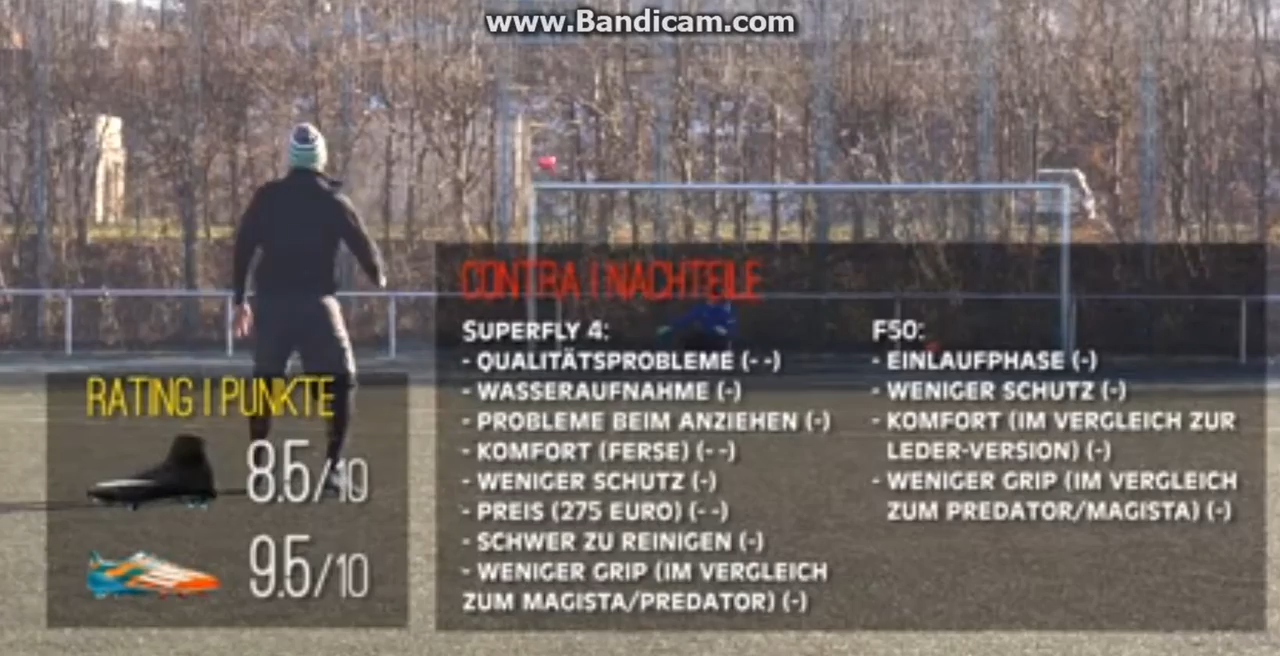 www.Bandicam.com
CONTRA | NACHTEILE
SUPERFLY 4:
- QUALITÄTSPROBLEME (- -)
- WASSERAUFNAHME (-)
- PROBLEME BEIM ANZIEHEN (-)
- KOMFORT (FERSE) (- -)
- WENIGER SCHUTZ (-)
- PREIS (275 EURO) (- -)
- SCHWER ZU REINIGEN (-)
- WENIGER GRIP (IM VERGLEICH
ZUM MAGISTA/PREDATOR) (-)
F50:
- EINLAUFPHASE (-)
- WENIGER SCHUTZ (-)
- KOMFORT (IM VERGLEICH ZUR
LEDER-VERSION) (-)
- WENIGER GRIP (IM VERGLEICH
ZUM PREDATOR/MAGISTA) (-)
RATING | PUNKTE
8.5/10
9.5/10